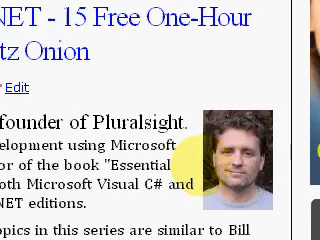 NET - 15 Free One-Hour
tz Onion
Edit
founder of Pluralsight.
elopment using Microsoft
or of the book "Essential
oth Microsoft Visual C# and
NET editions.
opics in this series are similar to Bill